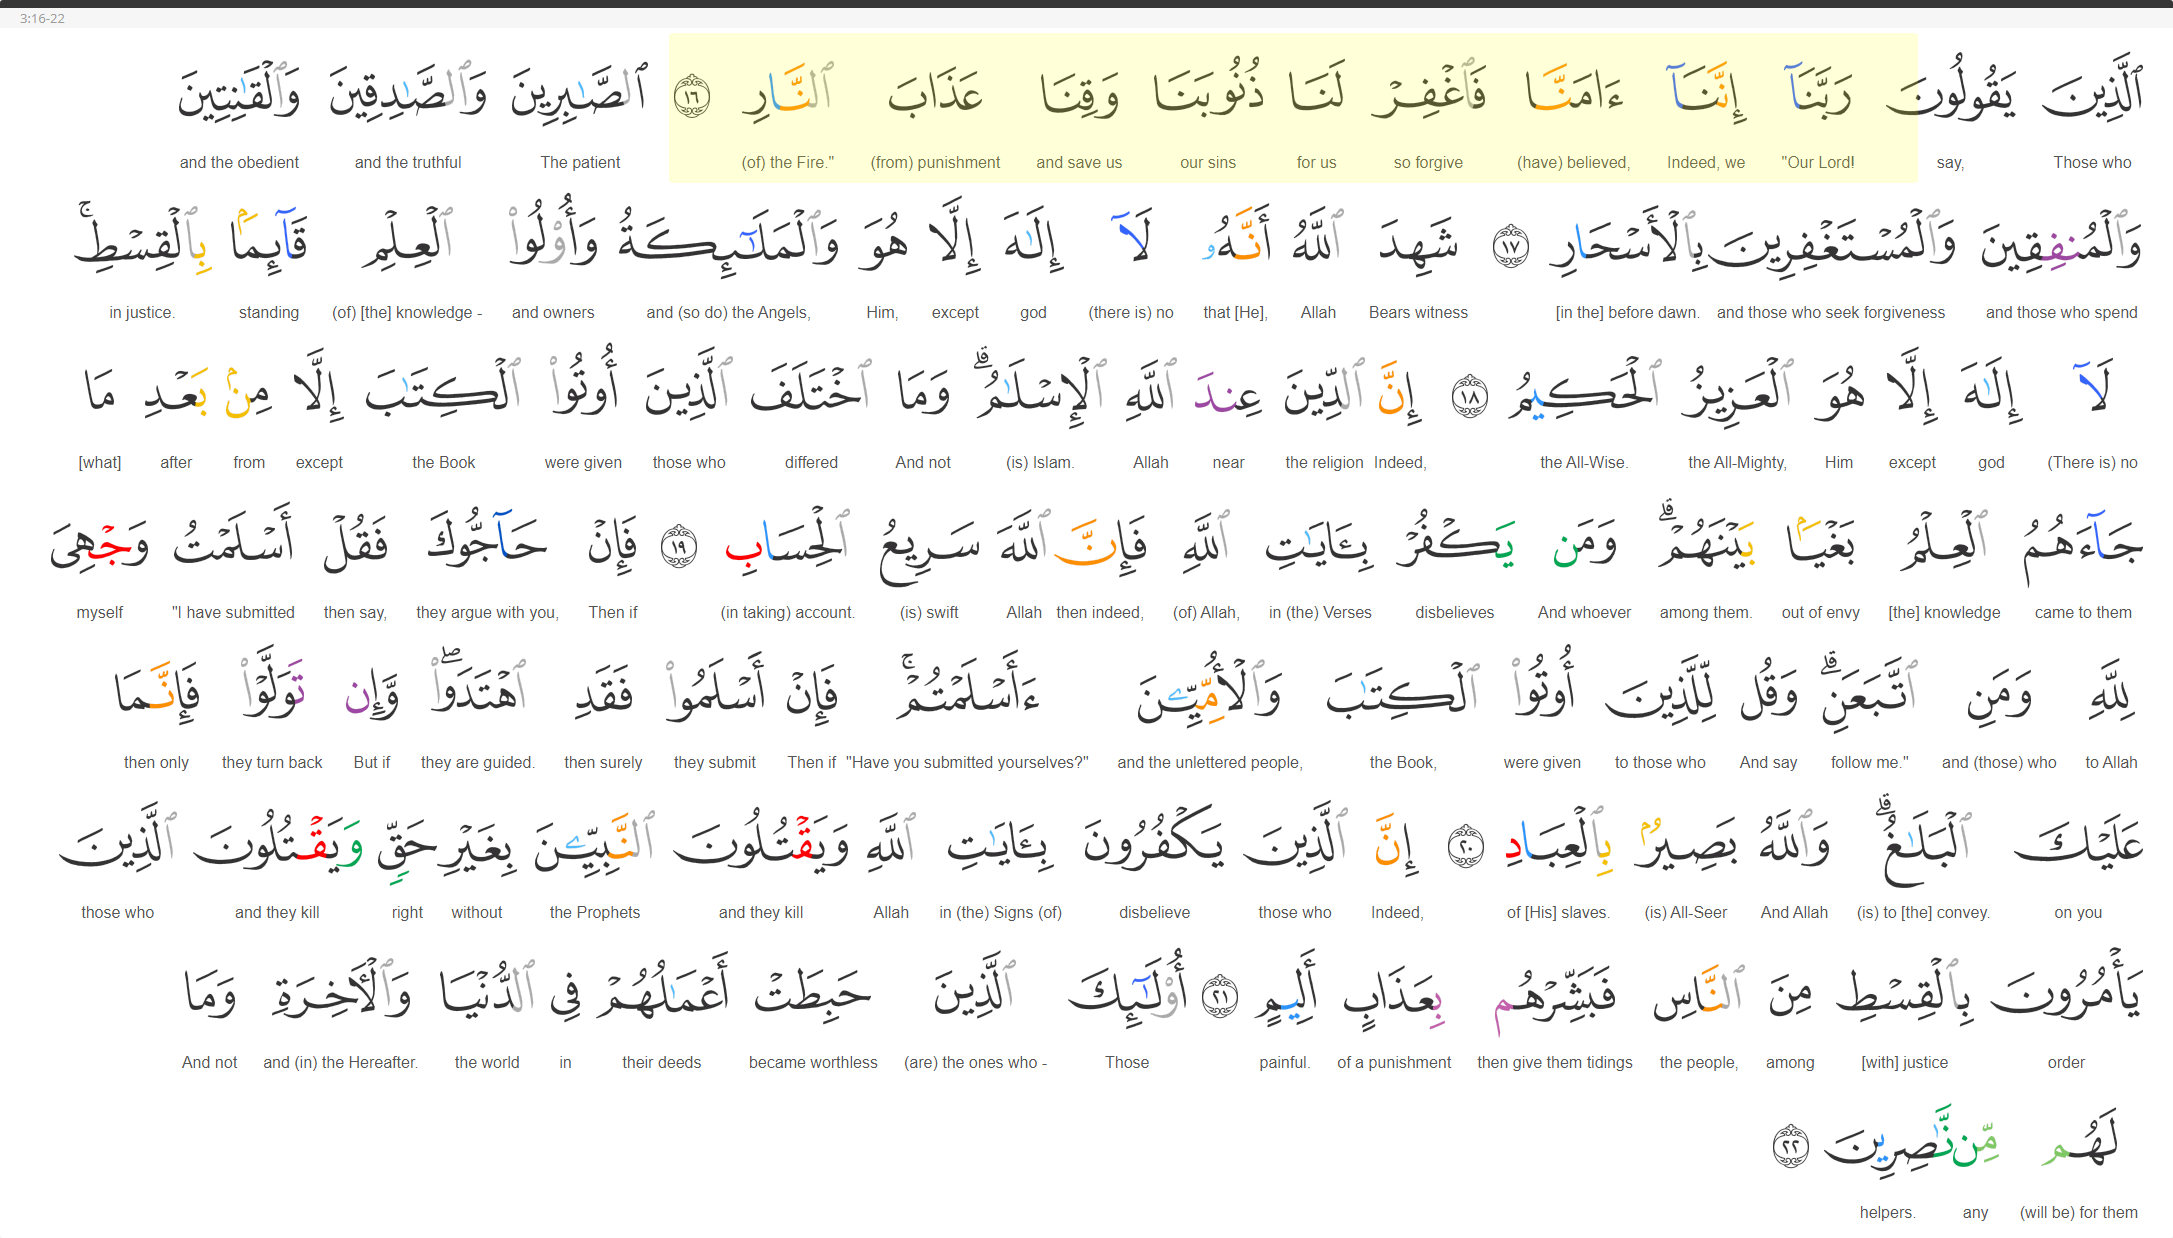 3:16-22
ٱلَّذِينَ يَقُولُونَ رَبَّنَآ إِنَّنَآ ءَامَنَّا فَٱغْفِرْ لَنَا ذُنُوبَنَا وَقِنَا عَذَابَ ٱلنَّارِ ١٦ ٱلصَّـٰبِرِينَ وَٱلصَّـٰدِقِينَ وَٱلْقَـٰنِتِينَ
Those who say, "Our Lord! Indeed, we (have) believed, so forgive for us our sins and save us (from) punishment (of) the Fire." The patient and the truthful and the obedient
وَٱلْمُنفِقِينَ وَٱلْمُسْتَغْفِرِينَ بِٱلْأَسْحَارِ ١٧ شَهِدَ ٱللَّهُ أَنَّهُۥ لَآ إِلَـٰهَ إِلَّا هُوَ وَٱلْمَلَـٰٓئِكَةُ وَأُو۟لُوا۟ ٱلْعِلْمِ قَآئِمًۢا بِٱلْقِسْطِ ۚ
and those who spend and those who seek forgiveness [in the] before dawn. Bears witness Allah that [He], (there is) no god except Him, and (so do) the Angels, and owners (of) [the] knowledge - standing in justice.
لَآ إِلَـٰهَ إِلَّا هُوَ ٱلْعَزِيزُ ٱلْحَكِيمُ ١٨ إِنَّ ٱلدِّينَ عِندَ ٱللَّهِ ٱلْإِسْلَـٰمُ ۗ وَمَا ٱخْتَلَفَ ٱلَّذِينَ أُوتُوا۟ ٱلْكِتَـٰبَ إِلَّا مِنۢ بَعْدِ مَا
(There is) no god except Him the All-Mighty, the All-Wise. Indeed, the religion near Allah (is) Islam. And not differed those who were given the Book except from after [what]
جَآءَهُمُ ٱلْعِلْمُ بَغْيًۢا بَيْنَهُمْ ۗ وَمَن يَكْفُرْ بِـَٔايَـٰتِ ٱللَّهِ فَإِنَّ ٱللَّهَ سَرِيعُ ٱلْحِسَابِ ١٩ فَإِنْ حَآجُّوكَ فَقُلْ أَسْلَمْتُ وَجْهِىَ
came to them [the] knowledge out of envy among them. And whoever disbelieves in (the) Verses (of) Allah, then indeed, Allah (is) swift (in taking) account. Then if they argue with you, then say, "I have submitted myself
لِلَّهِ وَمَنِ ٱتَّبَعَنِ ۗ وَقُل لِّلَّذِينَ أُوتُوا۟ ٱلْكِتَـٰبَ وَٱلْأُمِّيِّـۧنَ ءَأَسْلَمْتُمْ ۚ فَإِنْ أَسْلَمُوا۟ فَقَدِ ٱهْتَدَوا۟ ۖ وَّإِن تَوَلَّوْا۟ فَإِنَّمَا
to Allah and (those) who follow me." And say to those who were given the Book, and the unlettered people, "Have you submitted yourselves?" Then if they submit then surely they are guided. But if they turn back then only
عَلَيْكَ ٱلْبَلَـٰغُ ۗ وَٱللَّهُ بَصِيرٌۢ بِٱلْعِبَادِ ٢٠ إِنَّ ٱلَّذِينَ يَكْفُرُونَ بِـَٔايَـٰتِ ٱللَّهِ وَيَقْتُلُونَ ٱلنَّبِيِّـۧنَ بِغَيْرِ حَقٍّ وَيَقْتُلُونَ ٱلَّذِينَ
on you (is) to [the] convey. And Allah (is) All-Seer of [His] slaves. Indeed, those who disbelieve in (the) Signs (of) Allah and they kill the Prophets without right and they kill those who
يَأْمُرُونَ بِٱلْقِسْطِ مِنَ ٱلنَّاسِ فَبَشِّرْهُم بِعَذَابٍ أَلِيمٍ ٢١ أُو۟لَـٰٓئِكَ ٱلَّذِينَ حَبِطَتْ أَعْمَـٰلُهُمْ فِى ٱلدُّنْيَا وَٱلْـَٔاخِرَةِ وَمَا
order [with] justice among the people, then give them tidings of a punishment painful. Those (are) the ones who - became worthless their deeds in the world and (in) the Hereafter. And not
لَهُم مِّن نَّـٰصِرِينَ ٢٢
(will be) for them any helpers.